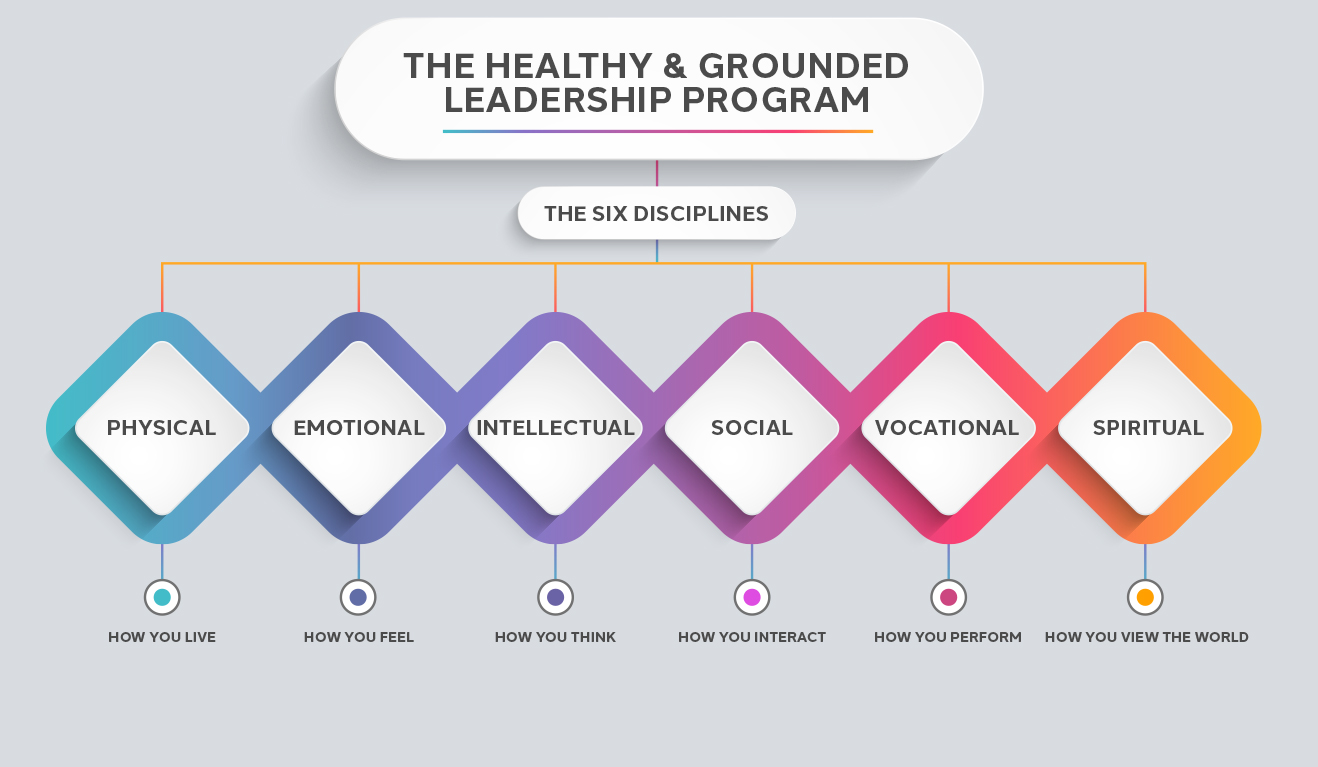 THE HEALTHY & GROUNDED
LEADERSHIP PROGRAM
THE SIX DISCIPLINES
PHYSICAL
EMOTIONAL
INTELLECTUAL
SOCIAL
VOCATIONAL
SPIRITUAL
HOW YOU LIVE
HOW YOU FEEL
HOW YOU THINK
HOW YOU INTERACT
HOW YOU PERFORM
HOW YOU VIEW THE WORLD